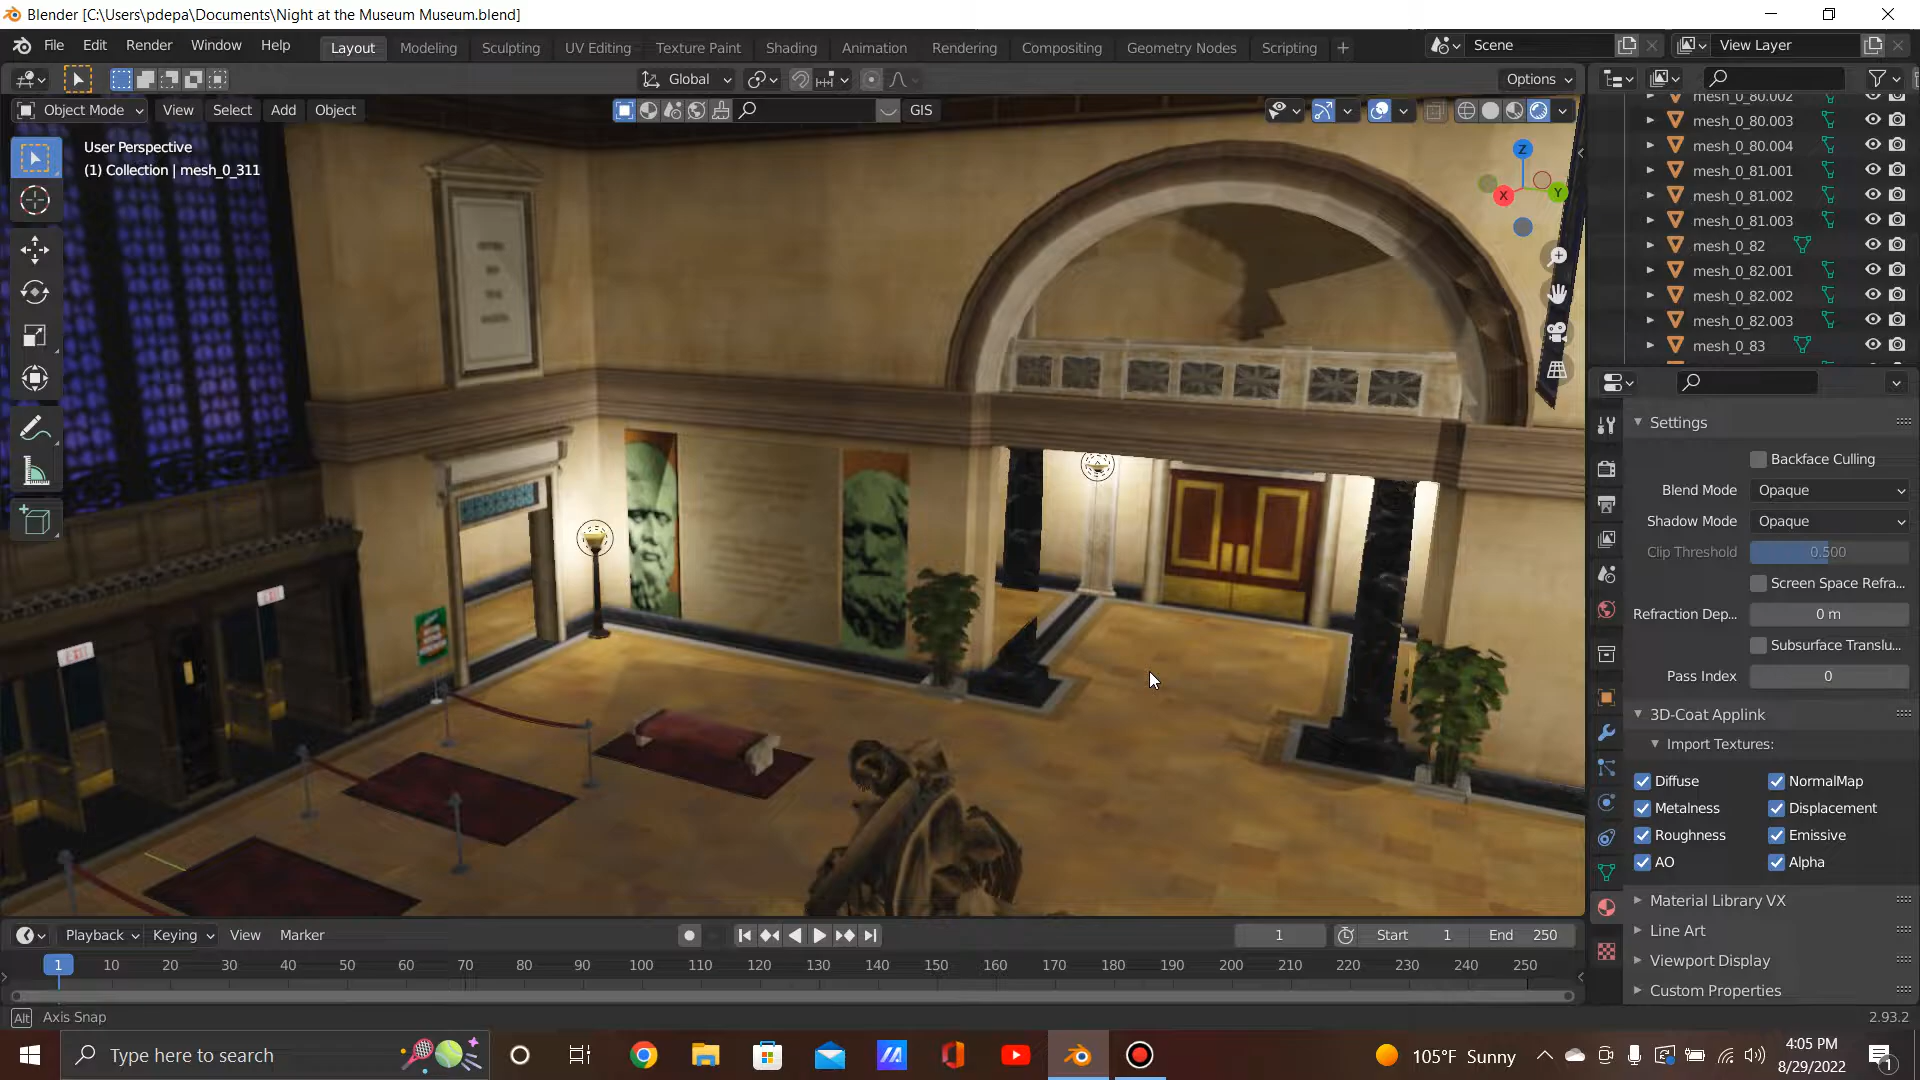 Blender [C:\Users\pdepa\Documents\Night at the Museum Museum.blend]
File Edit Render Window Help
Layout Modeling Sculpting UV Editing Texture Paint Shading Animation Rendering Compositing Geometry Nodes Scripting
Scene
View Layer
Global
Options
Object Mode View Select Add Object
GIS
User Perspective
(1) Collection | mesh_0_311
Z
X
Y
EXIT
EXIT
mesh_0_80.002
mesh_0_80.003
mesh_0_80.004
mesh_0_81.001
mesh_0_81.002
mesh_0_81.003
mesh_0_82
mesh_0_82.001
mesh_0_82.002
mesh_0_82.003
mesh_0_83
Settings
Backface Culling
Blend Mode Opaque
Shadow Mode Opaque
Clip Threshold 0.500
Screen Space Refra...
Refraction Dep... 0 m
Subsurface Translu...
Pass Index 0
3D-Coat Applink
Import Textures:
Diffuse NormalMap
Metalness Displacement
Roughness Emissive
AO Alpha
Material Library VX
Line Art
Viewport Display
Custom Properties
Playback Keying View Marker
1 Start 1 End 250
1 10 20 30 40 50 60 70 80 90 100 110 120 130 140 150 160 170 180 190 200 210 220 230 240 250
Alt Axis Snap
2.93.2
Type here to search
105°F Sunny
4:05 PM
8/29/2022
1